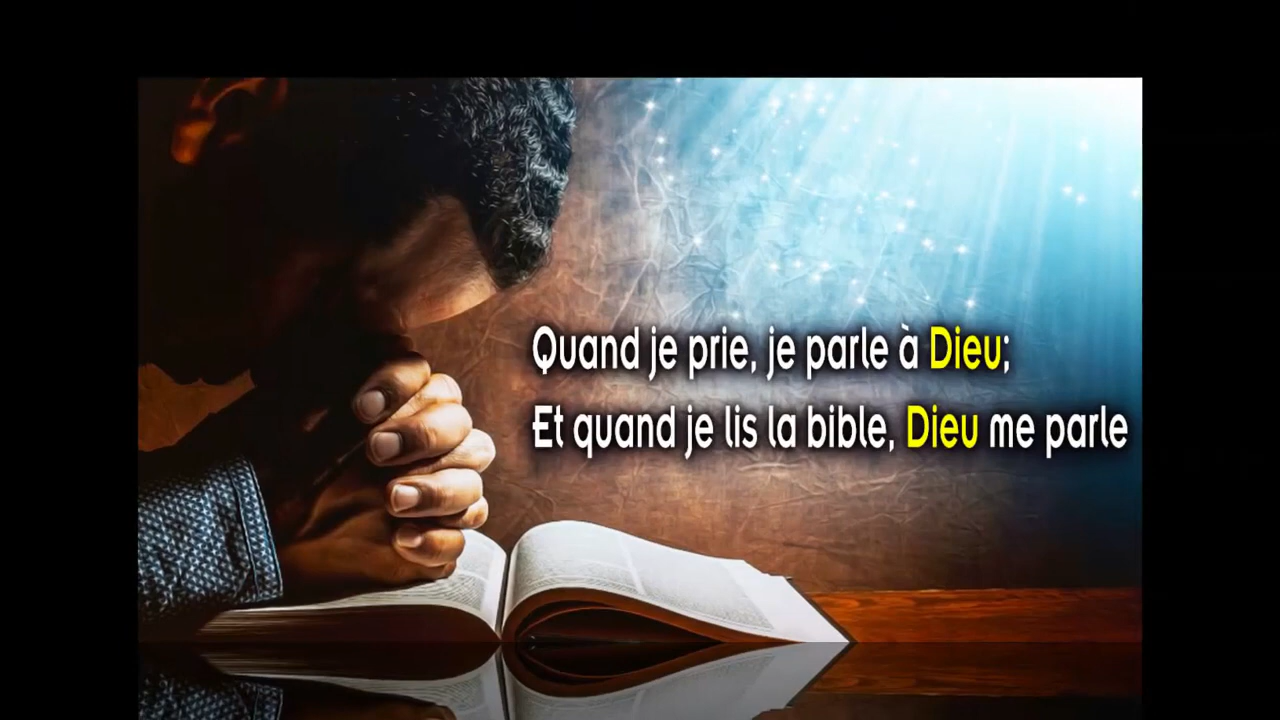 Quand je prie, je parle à Dieu;
Et quand je lis la bible, Dieu me parle